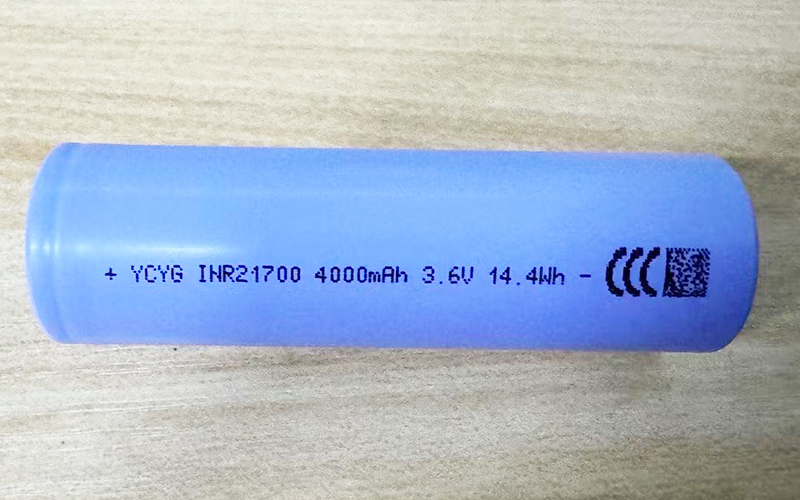 + YCYG INR21700 4000mAh 3.6V 14.4Wh - CCC